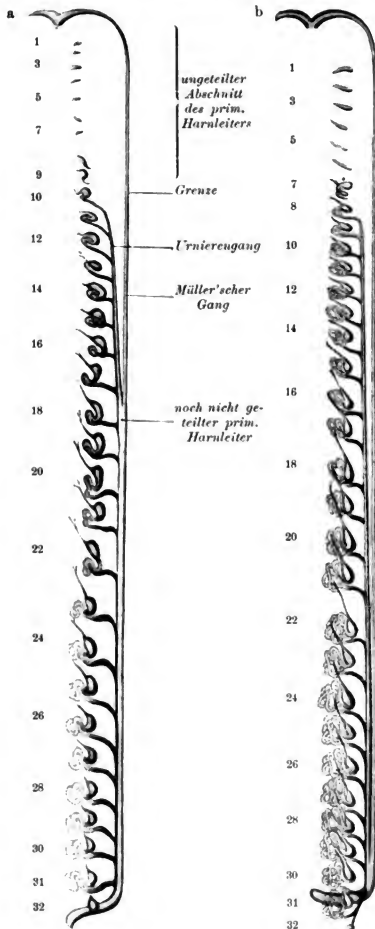 a
1
3
5
7
9
10
12
14
16
18
20
22
24
26
28
30
31
32
ungeteilter
Abschnitt
des prim.
Harnleiters
Grenze
Urnierengang
Müller'scher
Gang
noch nicht ge-
teilter prim.
Harnleiter
b
1
3
5
7
8
10
12
14
16
18
20
22
24
26
28
30
31
32